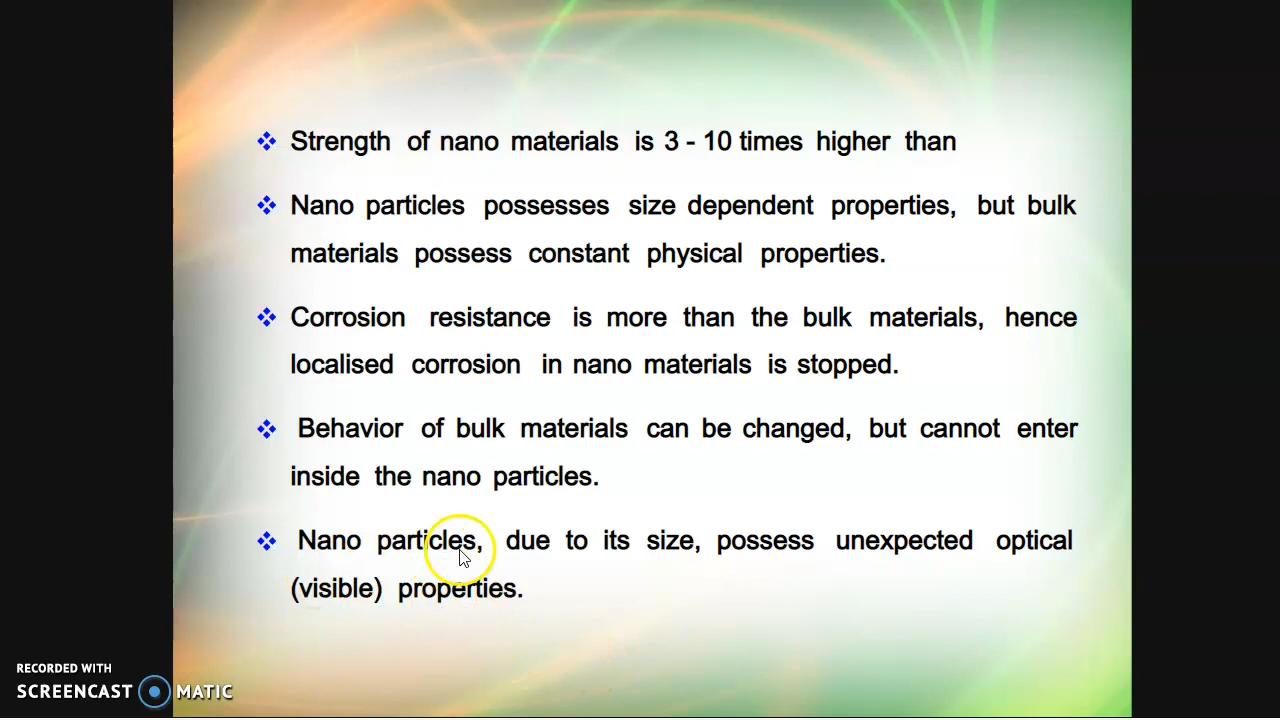 Strength of nano materials is 3 - 10 times higher than
Nano particles possesses size dependent properties, but bulk
materials possess constant physical properties.
Corrosion resistance is more than the bulk materials, hence
localised corrosion in nano materials is stopped.
Behavior of bulk materials can be changed, but cannot enter
inside the nano particles.
Nano particles, due to its size, possess unexpected optical
(visible) properties.
RECORDED WITH
SCREENCAST MATIC